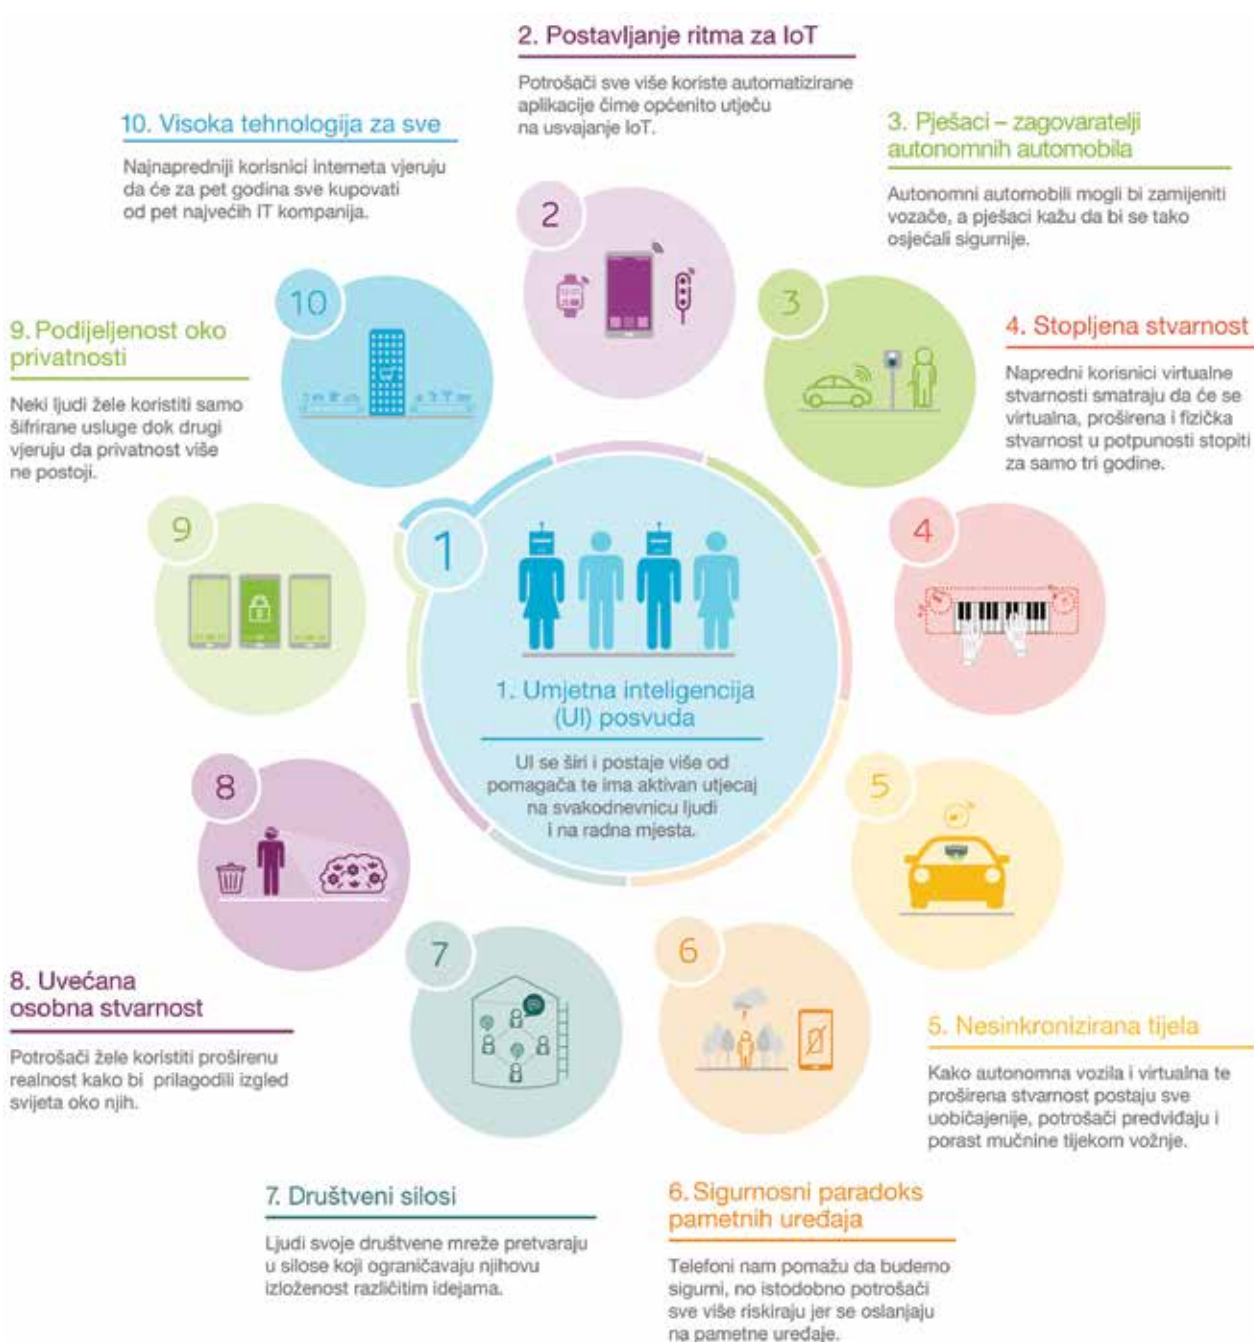 2. Postavljanje ritma za IoT
Potrošači sve više koriste automatizirane
aplikacije čime općenito utječu
na usvajanje IoT.
10. Visoka tehnologija za sve
Najnapredniji korisnici interneta vjeruju
da će za pet godina sve kupovati
od pet najvećih IT kompanija.
3. Pješaci – zagovaratelji
autonomnih automobila
Autonomni automobili mogli bi zamijeniti
vozače, a pješaci kažu da bi se tako
osjećali sigurnije.
2
10
3
9. Podijeljenost oko
privatnosti
Neki ljudi žele koristiti samo
šifrirane usluge dok drugi
vjeruju da privatnost više
ne postoji.
4. Stopljena stvarnost
Napredni korisnici virtualne
stvarnosti smatraju da će se
virtualna, proširena i fizička
stvarnost u potpunosti stopiti
za samo tri godine.
9
1
4
1. Umjetna inteligencija
(UI) posvuda
UI se širi i postaje više od
pomagača te ima aktivan utjecaj
na svakodnevnicu ljudi
i na radna mjesta.
8
5
7
6
8. Uvećana
osobna stvarnost
Potrošači žele koristiti proširenu
realnost kako bi prilagodili izgled
svijeta oko njih.
5. Nesinkronizirana tijela
Kako autonomna vozila i virtualna te
proširena stvarnost postaju sve
uobičajenije, potrošači predviđaju i
porast mučnine tijekom vožnje.
7. Društveni silosi
Ljudi svoje društvene mreže pretvaraju
u silose koji ograničavaju njihovu
izloženost različitim idejama.
6. Sigurnosni paradoks
pametnih uređaja
Telefoni nam pomažu da budemo
sigurni, no istodobno potrošači
sve više riskiraju jer se oslanjaju
na pametne uređaje.